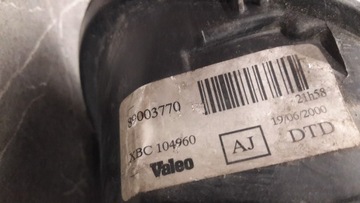 89003770
21h58
XBC 104960
19/06/2000
Valeo
AJ
DTD